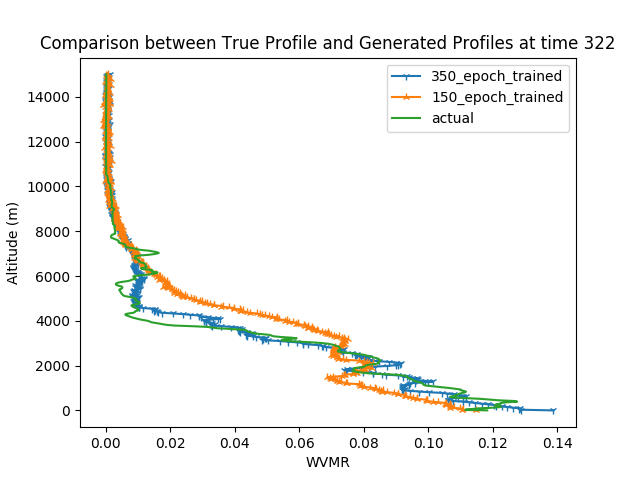 Comparison between True Profile and Generated Profiles at time 322
350_epoch_trained
150_epoch_trained
actual
Altitude (m)
14000
12000
10000
8000
6000
4000
2000
0
0.00 0.02 0.04 0.06 0.08 0.10 0.12 0.14
WVMR